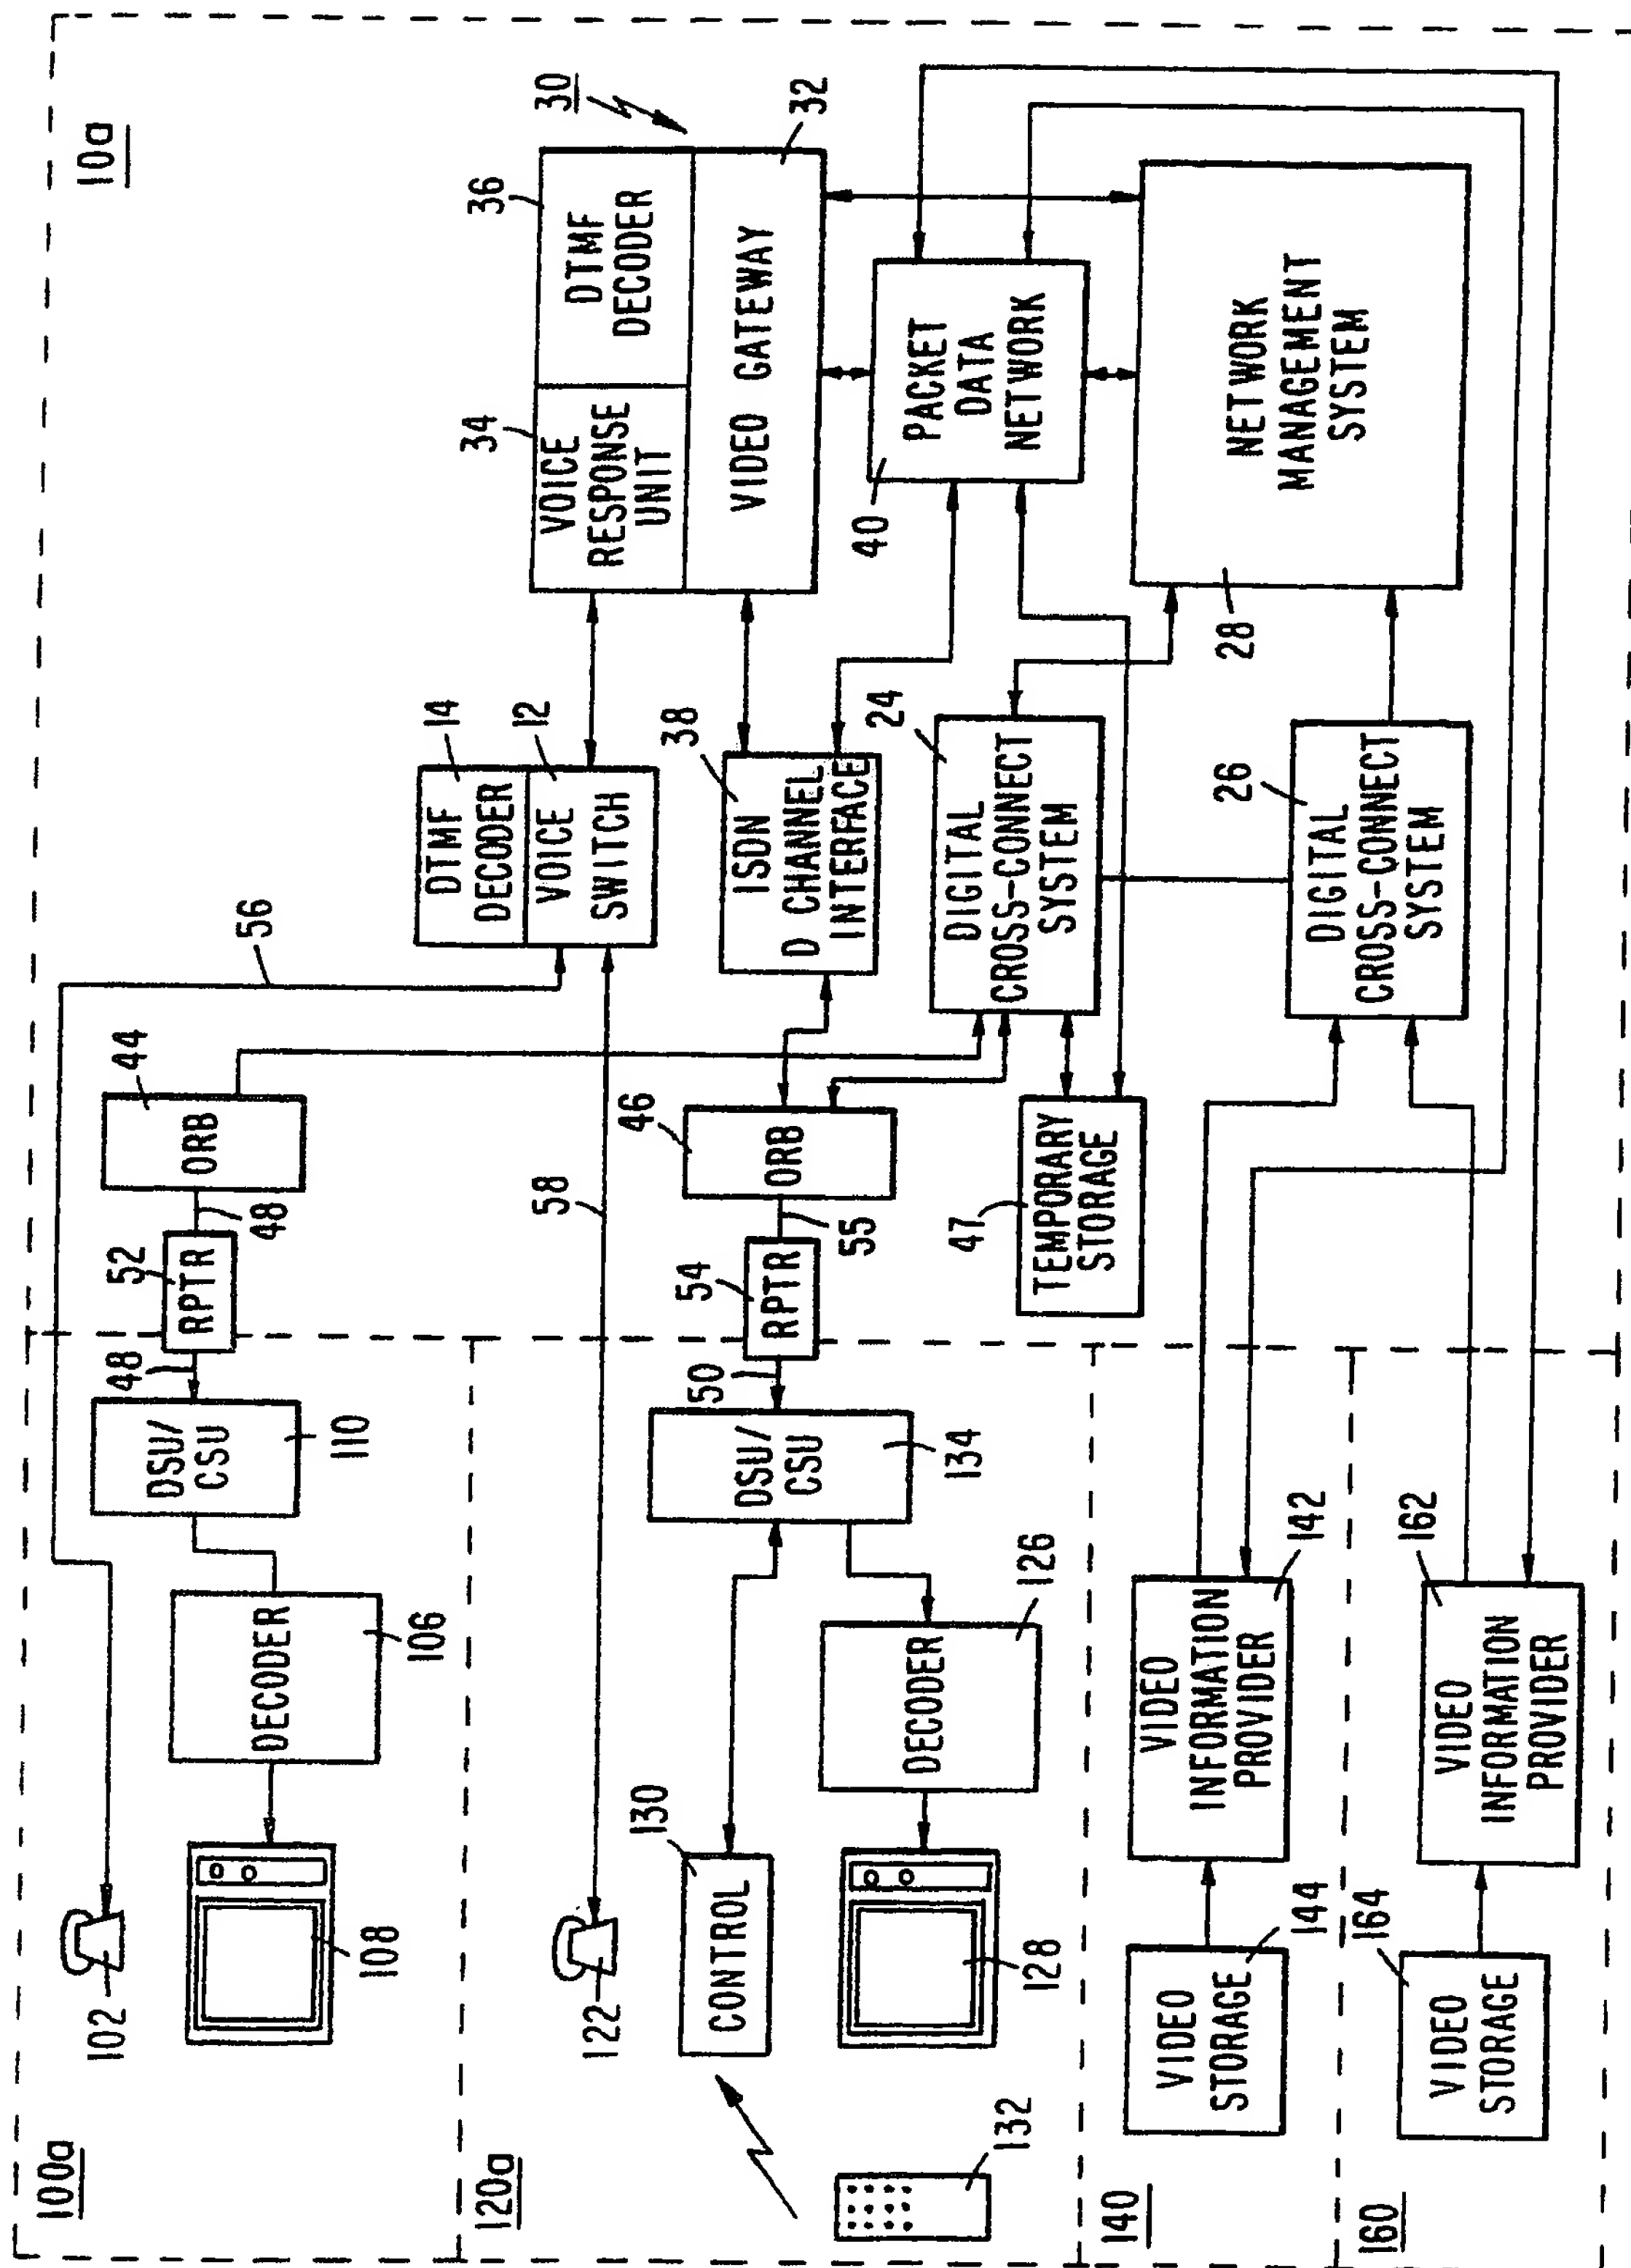 10a
100a
102
108
DECODER
106
DSU/
CSU
110
48
RPTR
52
48
ORB
44
56
120a
122
58
DTMF
DECODER
14
VOICE
SWITCH
12
VOICE
RESPONSE
UNIT
34
DTMF
DECODER
36
VIDEO GATEWAY
32
30
132
CONTROL
130
128
DECODER
126
DSU/
CSU
134
50
RPTR
54
55
ORB
46
ISDN
D CHANNEL
INTERFACE
38
PACKET
DATA
NETWORK
40
TEMPORARY
STORAGE
47
DIGITAL
CROSS-CONNECT
SYSTEM
24
NETWORK
MANAGEMENT
SYSTEM
28
140
VIDEO
STORAGE
144
VIDEO
INFORMATION
PROVIDER
142
DIGITAL
CROSS-CONNECT
SYSTEM
26
160
VIDEO
STORAGE
164
VIDEO
INFORMATION
PROVIDER
162